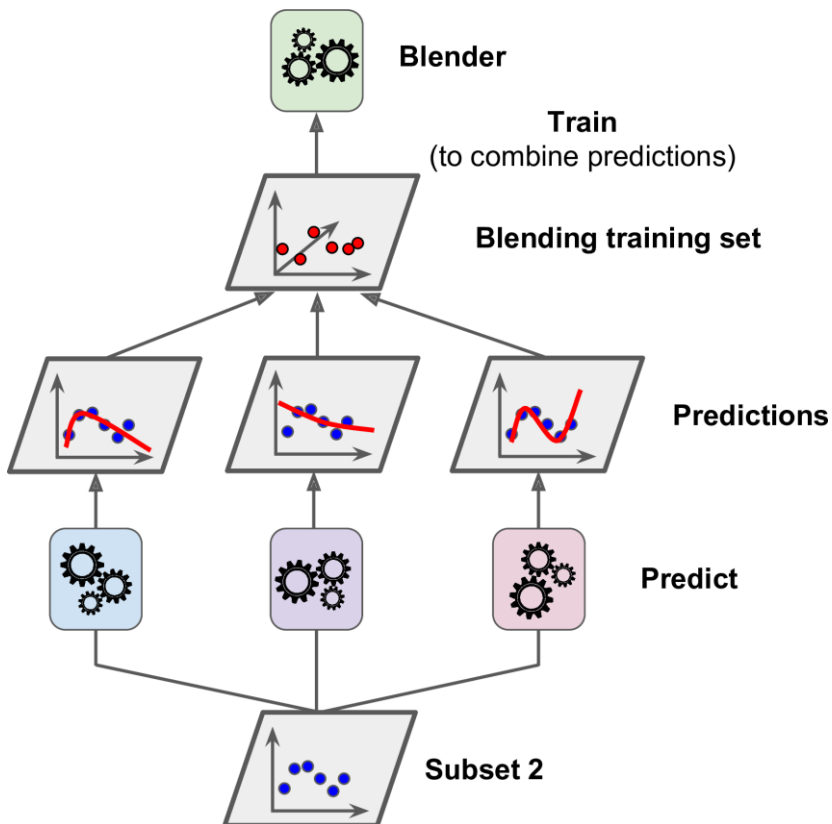 Blender
Train
(to combine predictions)
Blending training set
Predictions
Predict
Subset 2